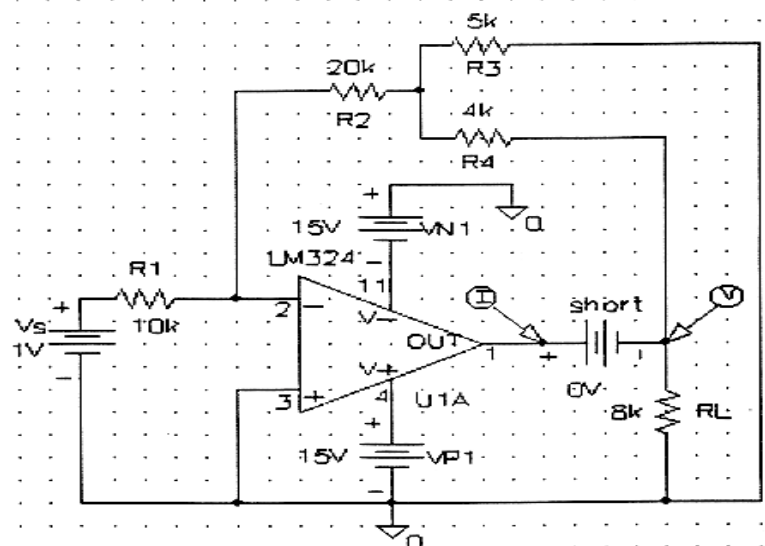 5k
R3
20k
R2
4k
R4
+
15V
VN1
-
0
LM324
11
V-
R1
10k
+
Vs
1V
-
2
-
OUT
1
I
+
short
-
V
0V
3
+
V+
4
U1A
8k
RL
+
15V
VP1
-
0